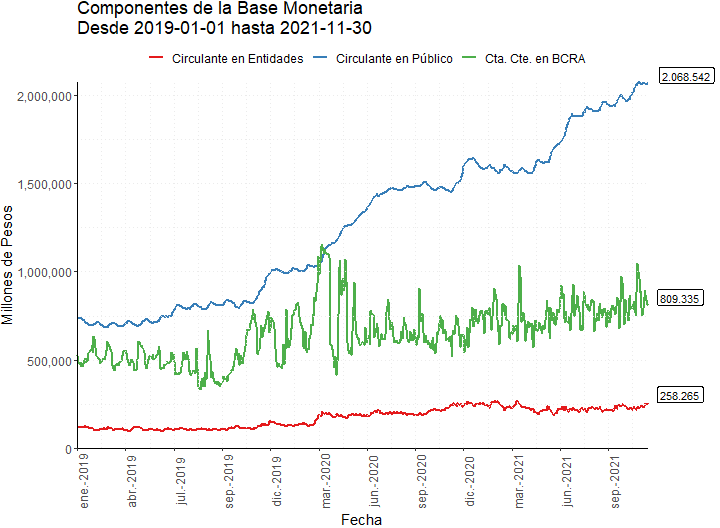 Componentes de la Base Monetaria
Desde 2019-01-01 hasta 2021-11-30
Circulante en Entidades Circulante en Público Cta. Cte. en BCRA
Millones de Pesos
2,000,000
1,500,000
1,000,000
500,000
0
2.068.542
809.335
258.265
ene.-2019
abr.-2019
jul.-2019
sep.-2019
dic.-2019
mar.-2020
jun.-2020
sep.-2020
dic.-2020
mar.-2021
jun.-2021
sep.-2021
Fecha